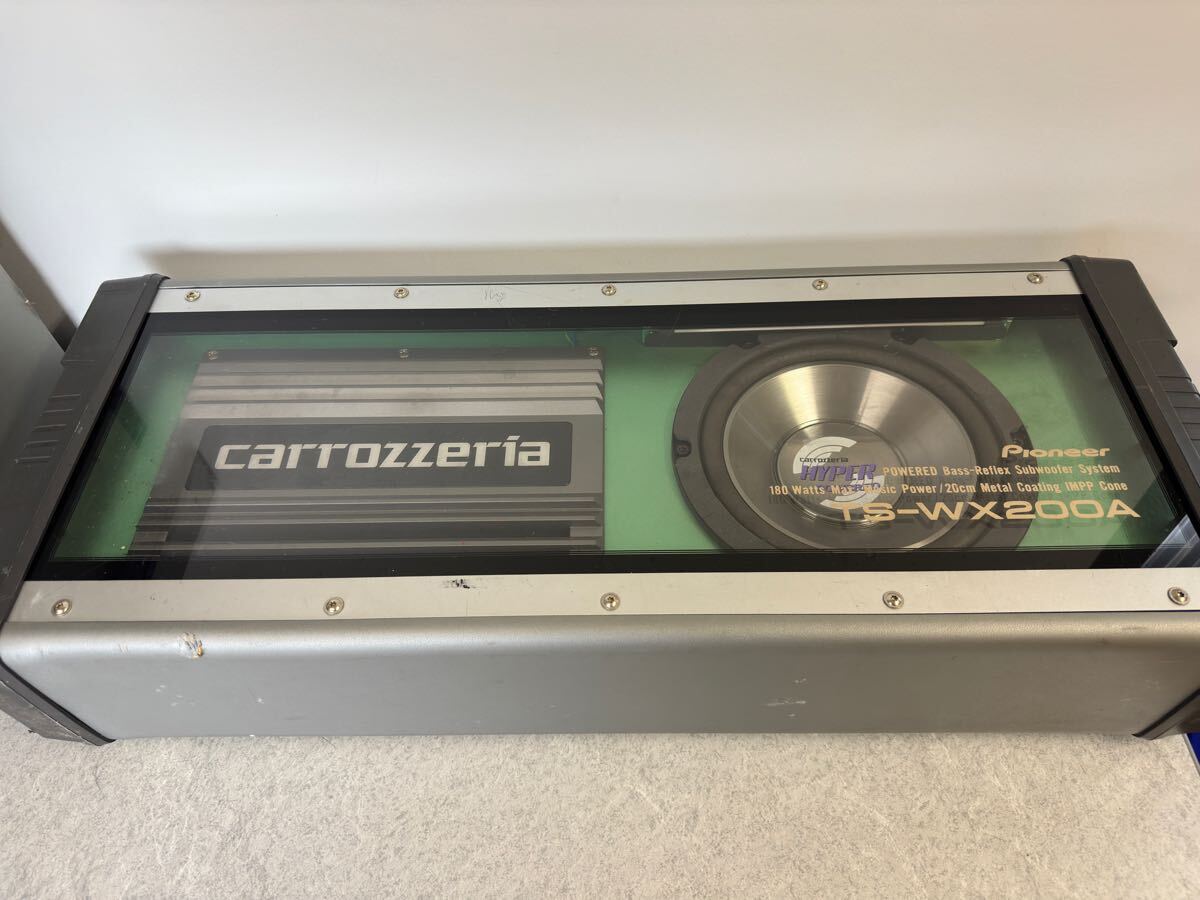 carrozzeria
carrozzeria
HYPER
Pioneer
POWERED Bass-Reflex Subwoofer System
180 Watts Max Music Power/20cm Metal Coating IMPP Cone
TS-WX200A